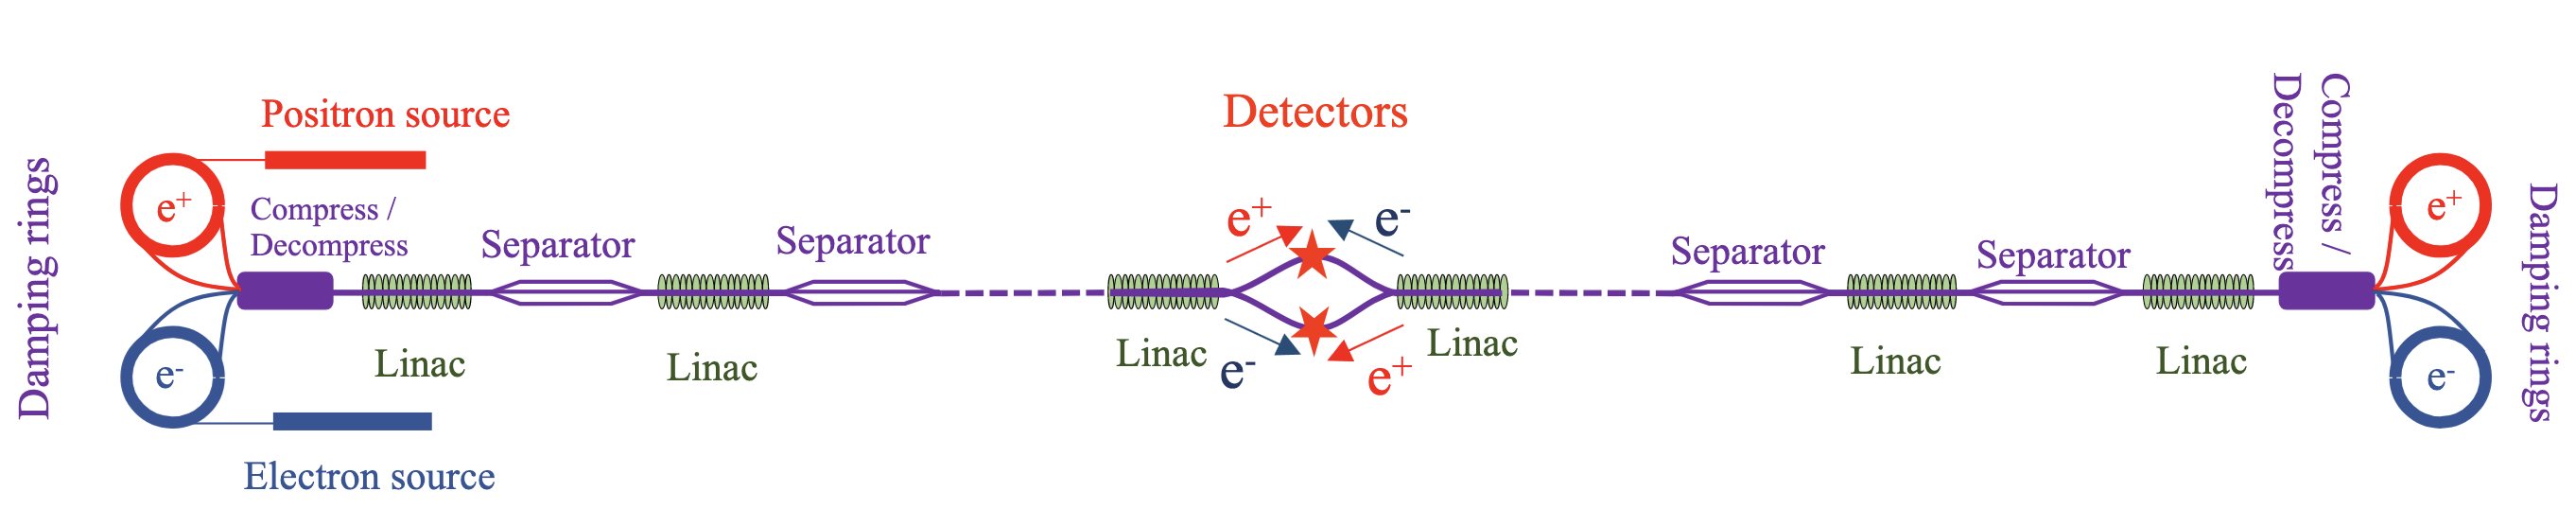 Damping rings
Positron source
e+
Compress /
Decompress
e-
Electron source
Separator
Separator
Linac
Linac
Detectors
e+
e-
Linac
Linac
e-
e+
Separator
Separator
Linac
Linac
Compress /
Decompress
e+
e-
Damping rings